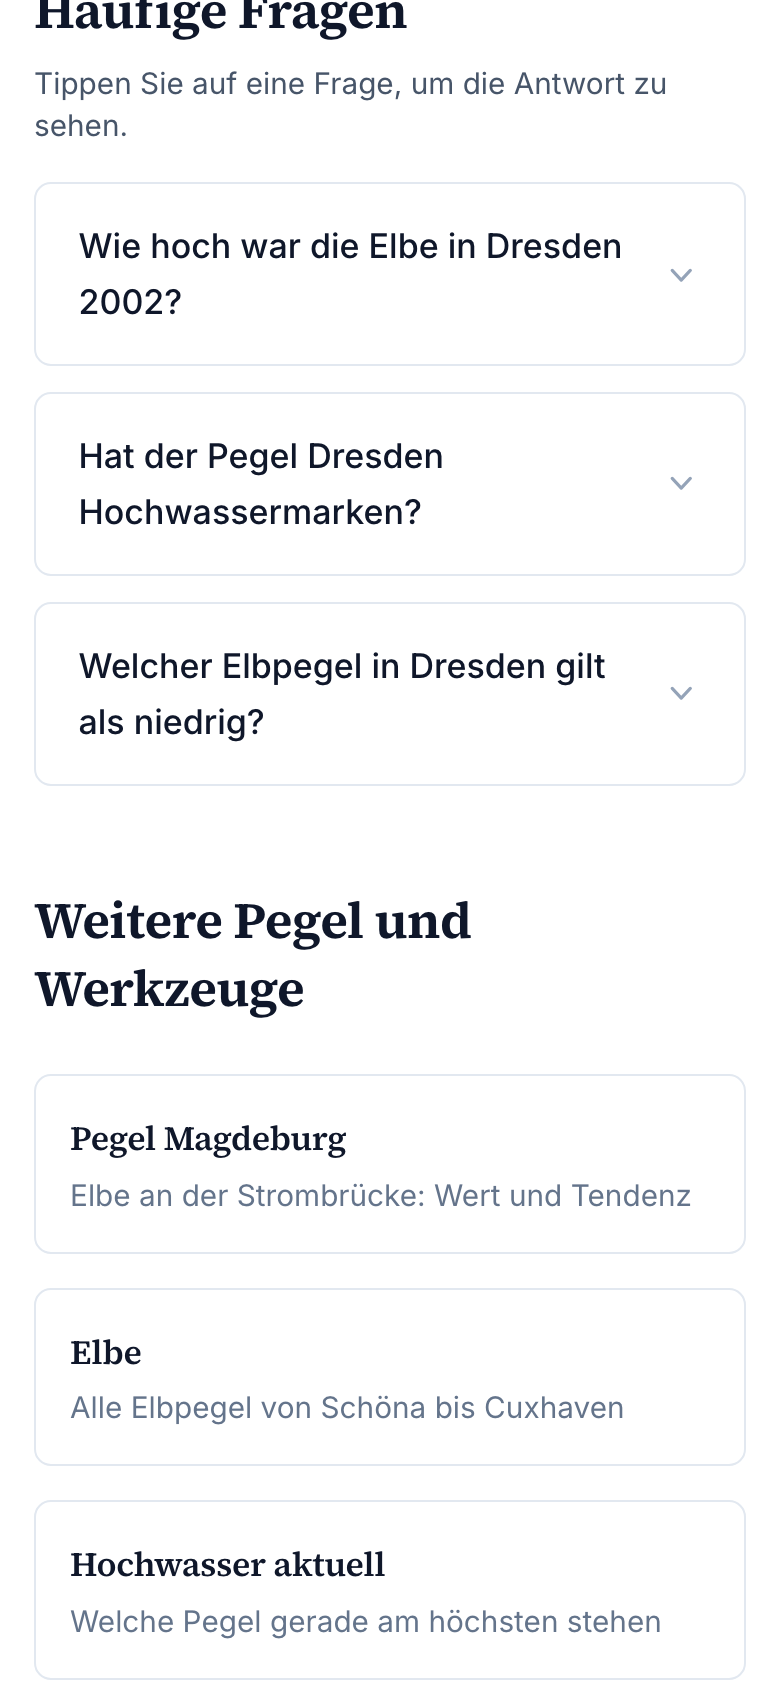 Häufige Fragen
Tippen Sie auf eine Frage, um die Antwort zu
sehen.
Wie hoch war die Elbe in Dresden
2002?
Hat der Pegel Dresden
Hochwassermarken?
Welcher Elbpegel in Dresden gilt
als niedrig?
Weitere Pegel und
Werkzeuge
Pegel Magdeburg
Elbe an der Strombrücke: Wert und Tendenz
Elbe
Alle Elbpegel von Schöna bis Cuxhaven
Hochwasser aktuell
Welche Pegel gerade am höchsten stehen